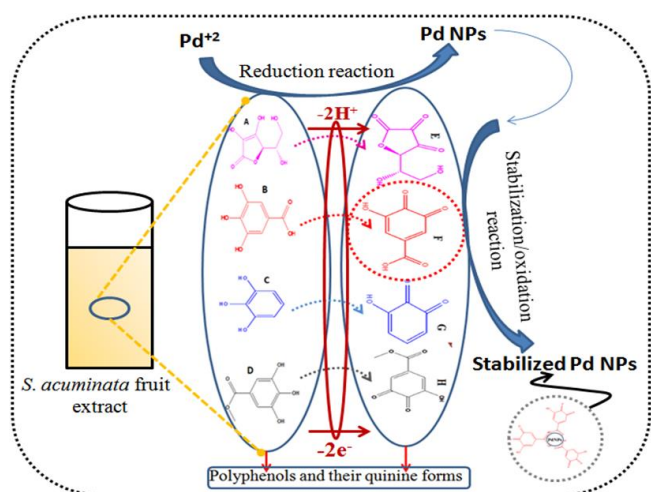 Pd+2
Pd NPs
Reduction reaction
-2H+
A
E
B
F
C
G
D
H
Stabilization/oxidation
reaction
S. acuminata fruit
extract
-2e-
Stabilized Pd NPs
Polyphenols and their quinine forms